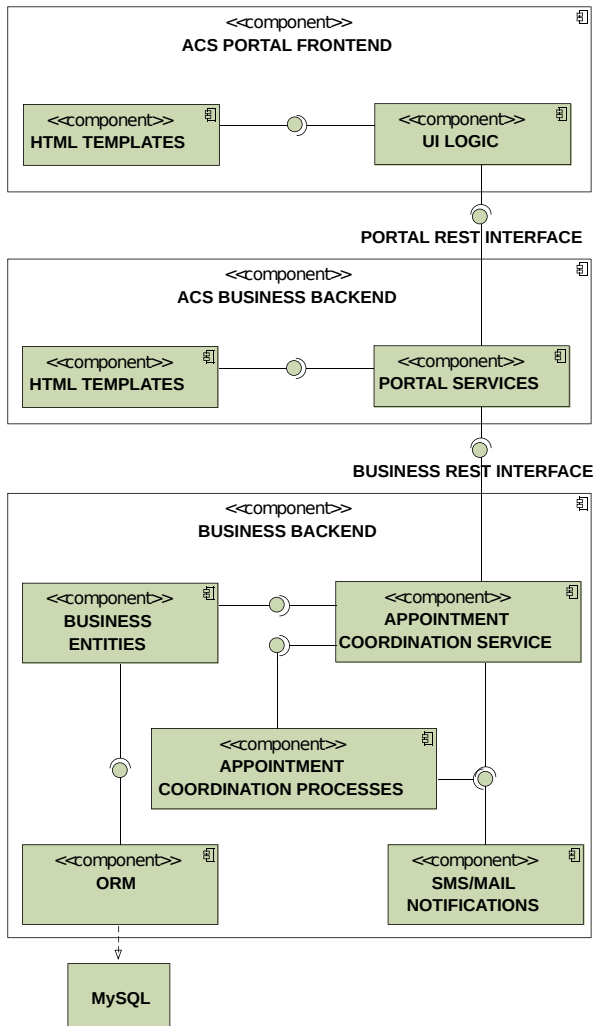 <<component>>
ACS PORTAL FRONTEND
<<component>>
HTML TEMPLATES
<<component>>
UI LOGIC
PORTAL REST INTERFACE
<<component>>
ACS BUSINESS BACKEND
<<component>>
HTML TEMPLATES
<<component>>
PORTAL SERVICES
BUSINESS REST INTERFACE
<<component>>
BUSINESS BACKEND
<<component>>
BUSINESS
ENTITIES
<<component>>
APPOINTMENT
COORDINATION SERVICE
<<component>>
APPOINTMENT
COORDINATION PROCESSES
<<component>>
ORM
<<component>>
SMS/MAIL
NOTIFICATIONS
MySQL